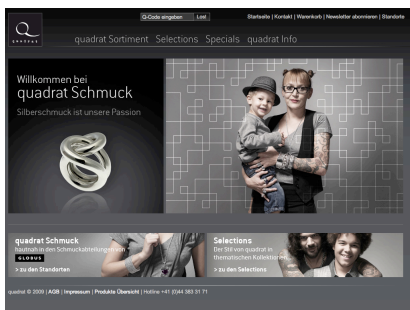 Q-Code eingeben
Los!
Startseite | Kontakt | Warenkorb | Newsletter abonnieren | Standorte
QUADRAT
quadrat Sortiment Selections Specials quadrat Info
Willkommen bei
quadrat Schmuck
Silberschmuck ist unsere Passion
quadrat Schmuck
hautnah in den Schmuckabteilungen von
GLOBUS
> zu den Standorten
Selections
Der Stil von quadrat in
thematischen Kollektionen
> zu den Selections
quadrat © 2009 | AGB | Impressum | Produkte Übersicht | Hotline +41 (0)44 383 31 71